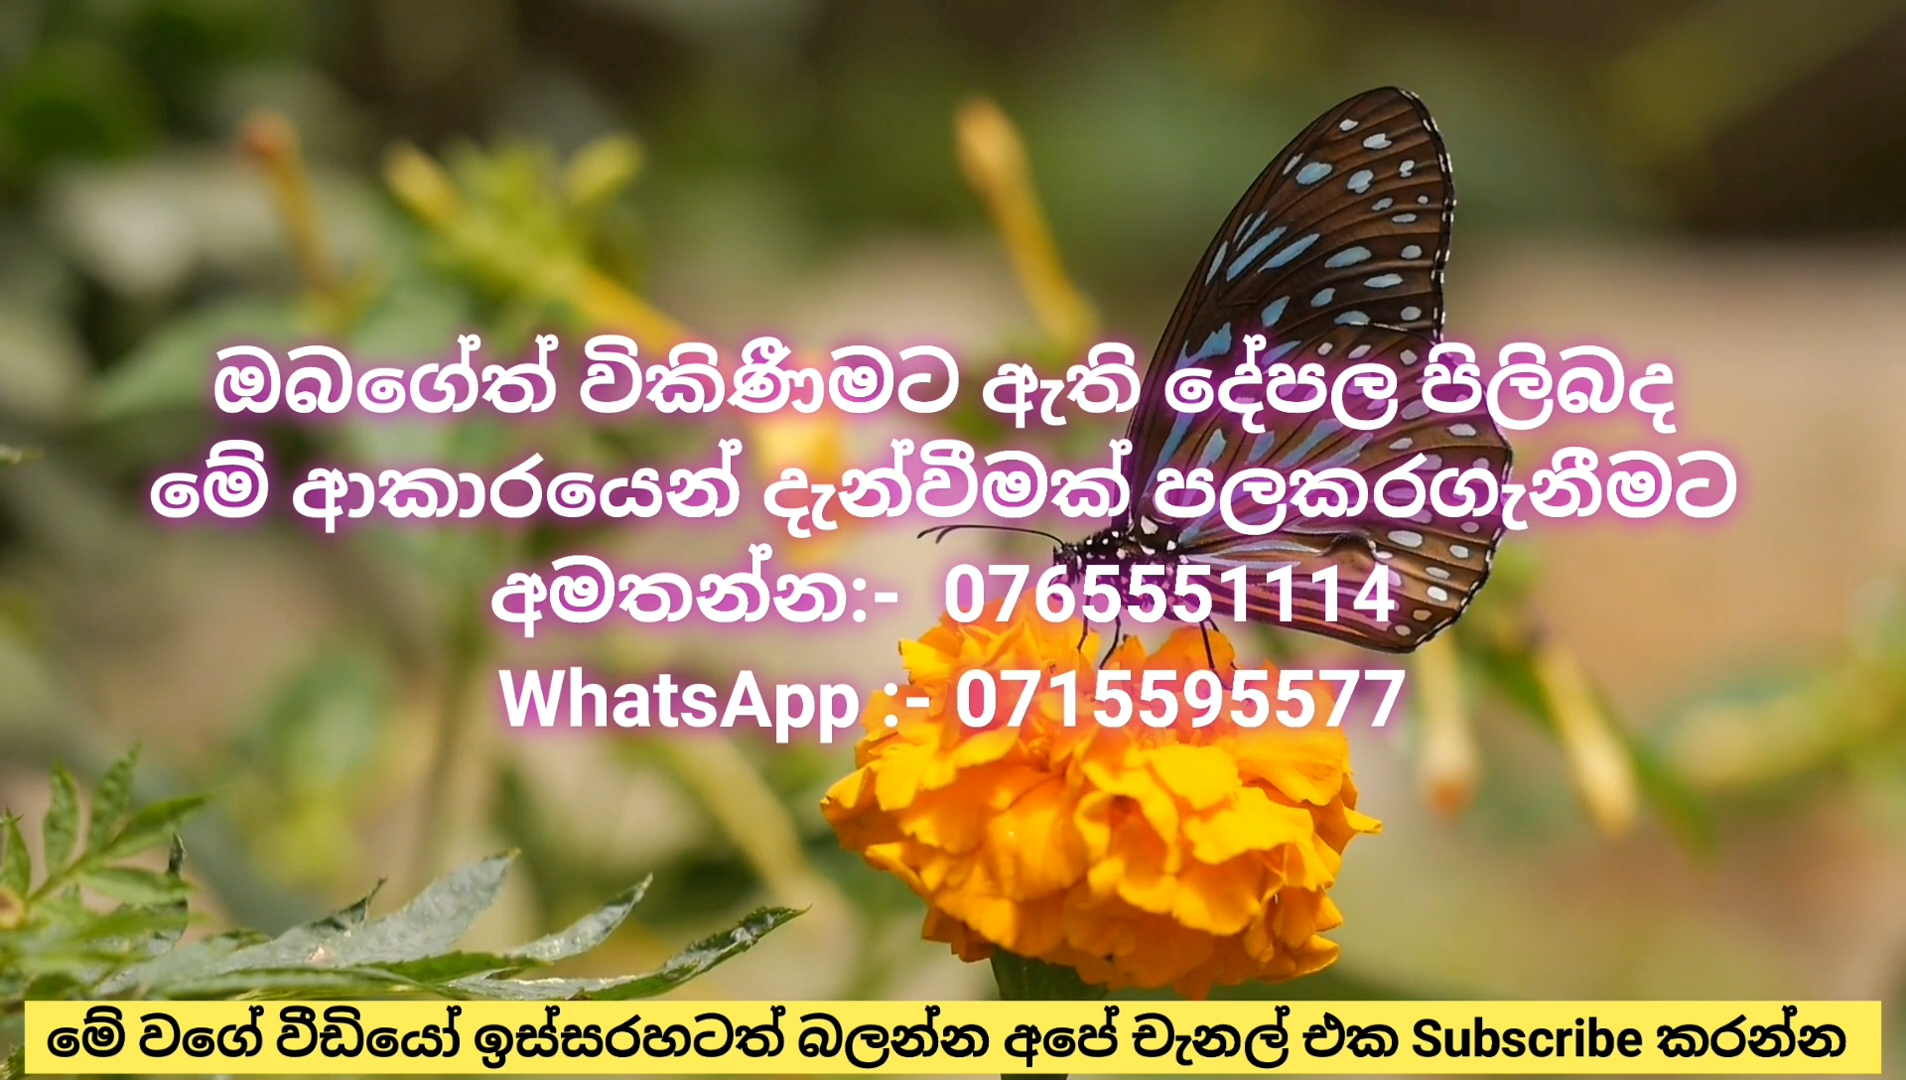 ඔබගේත් විකිණීමට ඇති දේපල පිලිබද
මේ ආකාරයෙන් දැන්වීමක් පලකරගැනීමට
අමතන්න:- 0765551114
WhatsApp :- 0715595577
මේ වගේ වීඩියෝ ඉස්සරහටත් බලන්න අපේ චැනල් එක Subscribe කරන්න